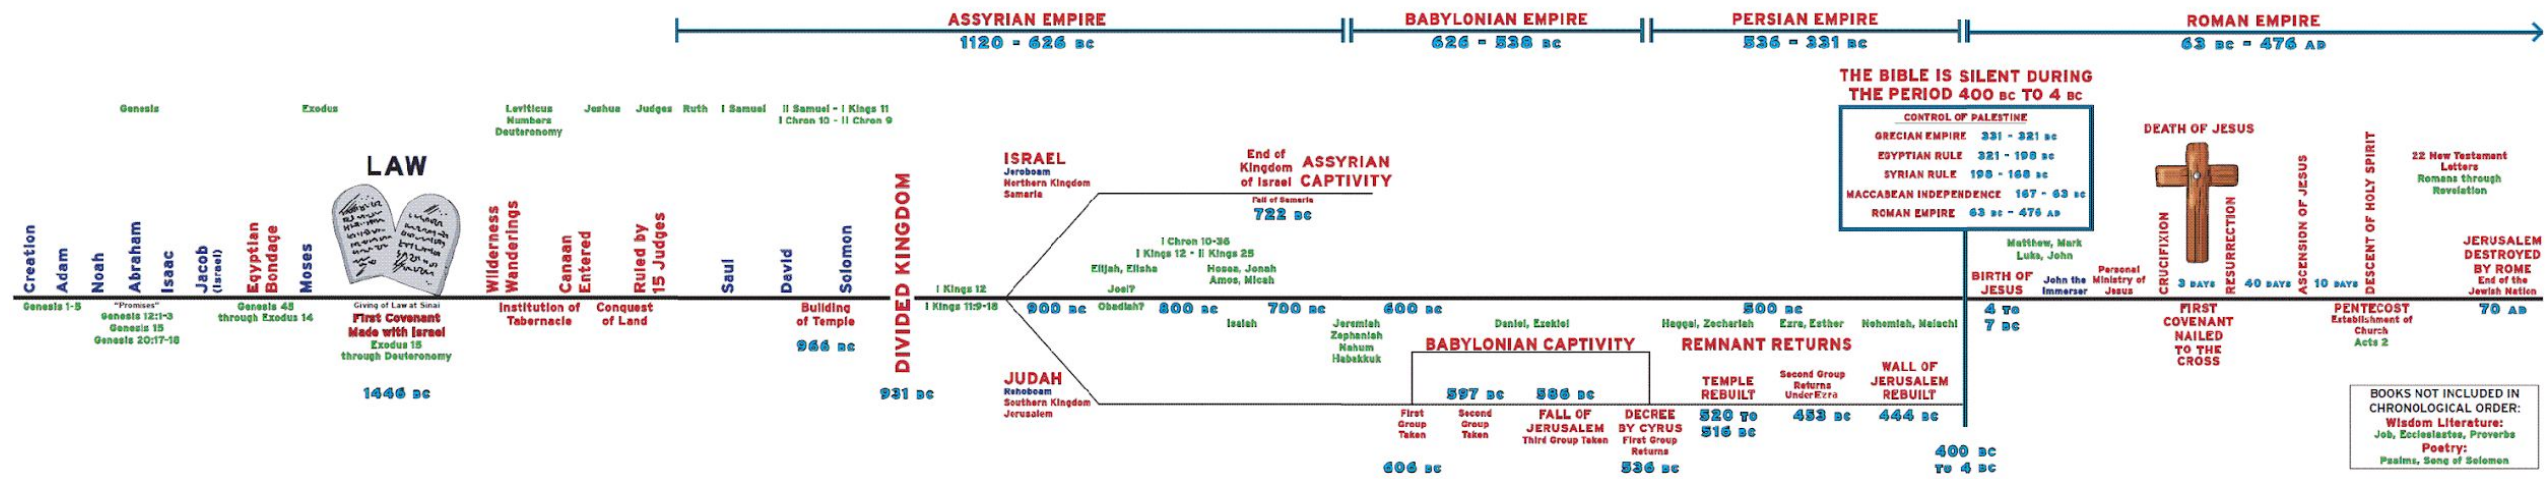 ASSYRIAN EMPIRE
1120 - 626 BC
BABYLONIAN EMPIRE
626 - 538 BC
PERSIAN EMPIRE
536 - 331 BC
ROMAN EMPIRE
63 BC - 476 AD
THE BIBLE IS SILENT DURING
THE PERIOD 400 BC TO 4 BC
CONTROL OF PALESTINE
GRECIAN EMPIRE 331 - 321 BC
EGYPTIAN RULE 321 - 198 BC
SYRIAN RULE 198 - 168 BC
MACCABEAN INDEPENDENCE 167 - 63 BC
ROMAN EMPIRE 63 BC - 476 AD
Genesis
Exodus
Leviticus
Numbers
Deuteronomy
Joshua
Judges
Ruth
I Samuel
II Samuel - I Kings 11
I Chron 10 - II Chron 9
LAW
Creation
Adam
Noah
Abraham
Isaac
Jacob
(Israel)
Egyptian
Bondage
Moses
Wilderness
Wanderings
Canaan
Entered
Ruled by
15 Judges
Saul
David
Solomon
DIVIDED KINGDOM
931 BC
Genesis 1-5
"Promises"
Genesis 12:1-3
Genesis 15
Genesis 20:17-18
Genesis 45
through Exodus 14
Giving of Law at Sinai
First Covenant
Made with Israel
Exodus 15
through Deuteronomy
1446 BC
Institution of
Tabernacle
Conquest
of Land
Building
of Temple
966 BC
I Kings 12
I Kings 11:9-18
ISRAEL
Jeroboam
Northern Kingdom
Samaria
End of
Kingdom
of Israel
ASSYRIAN
CAPTIVITY
Fall of Samaria
722 BC
I Chron 10-36
I Kings 12 - II Kings 25
Elijah, Elisha
Hosea, Jonah
Amos, Micah
Joel?
Obadiah?
900 BC
800 BC
700 BC
600 BC
500 BC
Isaiah
Jeremiah
Zephaniah
Nahum
Habakkuk
Daniel, Ezekiel
Haggai, Zechariah
Ezra, Esther
Nehemiah, Malachi
BABYLONIAN CAPTIVITY
REMNANT RETURNS
JUDAH
Rehoboam
Southern Kingdom
Jerusalem
597 BC
586 BC
First
Group
Taken
606 BC
Second
Group
Taken
FALL OF
JERUSALEM
Third Group Taken
DECREE
BY CYRUS
First Group
Returns
536 BC
TEMPLE
REBUILT
520 TO
516 BC
Second Group
Returns
Under Ezra
453 BC
WALL OF
JERUSALEM
REBUILT
444 BC
400 BC
TO 4 BC
Matthew, Mark
Luke, John
BIRTH OF
JESUS
4 TO
7 BC
John the
Immerser
Personal
Ministry of
Jesus
DEATH OF JESUS
CRUCIFIXION
3 DAYS
RESURRECTION
40 DAYS
ASCENSION OF JESUS
10 DAYS
DESCENT OF HOLY SPIRIT
FIRST
COVENANT
NAILED
TO THE
CROSS
PENTECOST
Establishment of
Church
Acts 2
22 New Testament
Letters
Romans through
Revelation
JERUSALEM
DESTROYED
BY ROME
End of the
Jewish Nation
70 AD
BOOKS NOT INCLUDED IN
CHRONOLOGICAL ORDER:
Wisdom Literature:
Job, Ecclesiastes, Proverbs
Poetry:
Psalms, Song of Solomon